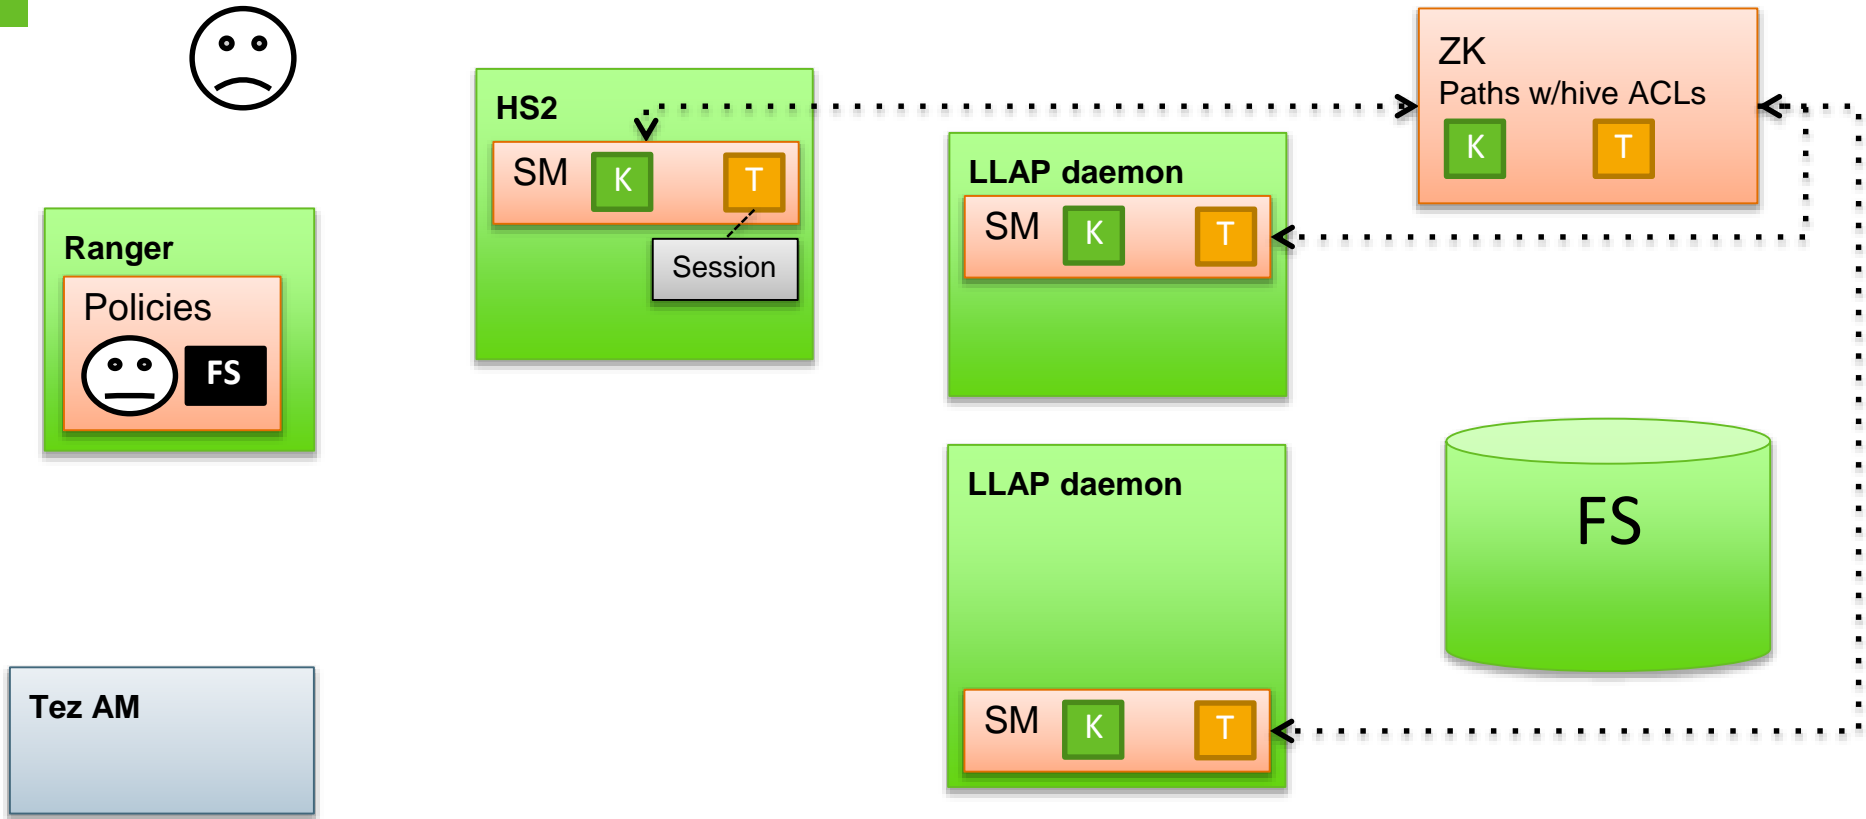 ZK
Paths w/hive ACLs
K T
HS2
SM K T
Session
LLAP daemon
SM K T
Ranger
Policies
FS
LLAP daemon
SM K T
FS
Tez AM